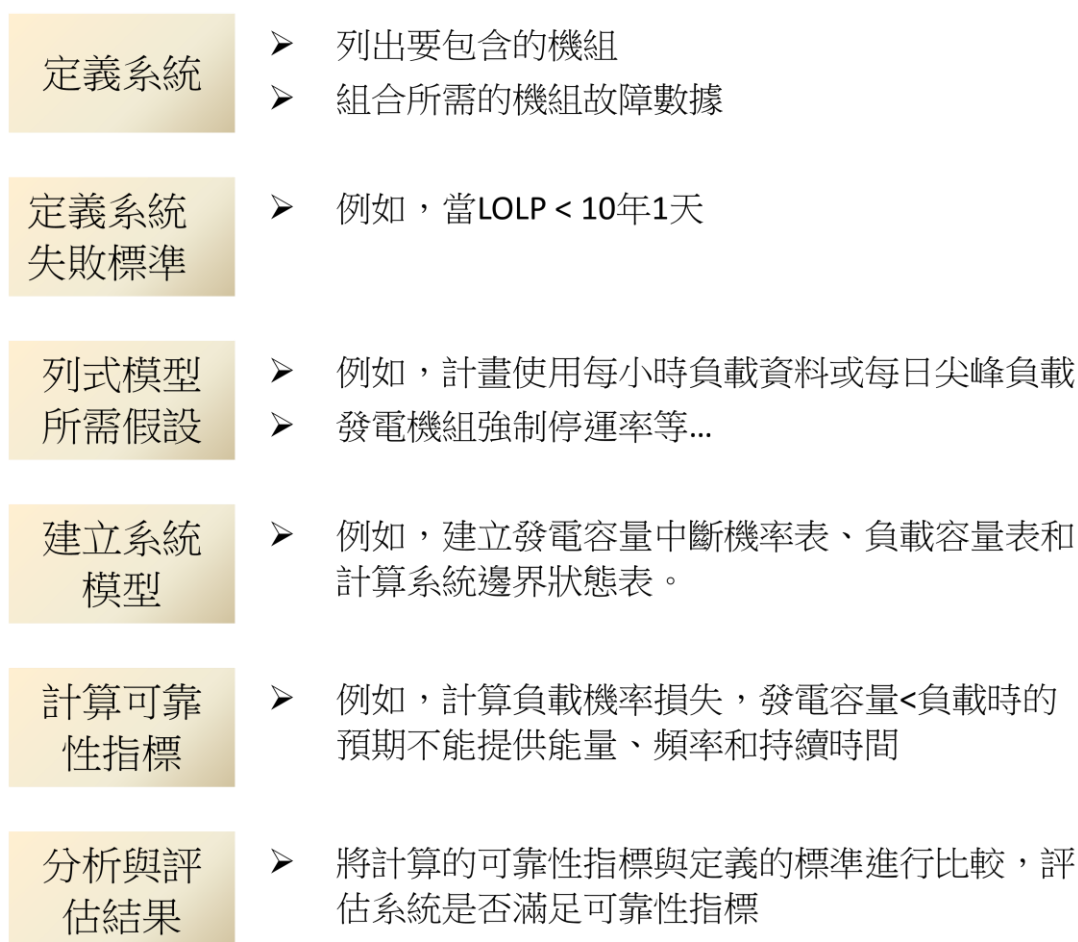 定義系統
➢ 列出要包含的機組
➢ 組合所需的機組故障數據
定義系統
失敗標準
➢ 例如，當LOLP < 10年1天
列式模型
所需假設
➢ 例如，計畫使用每小時負載資料或每日尖峰負載
➢ 發電機組強制停運率等…
建立系統
模型
➢ 例如，建立發電容量中斷機率表、負載容量表和
計算系統邊界狀態表。
計算可靠
性指標
➢ 例如，計算負載機率損失，發電容量<負載時的
預期不能提供能量、頻率和持續時間
分析與評
估結果
➢ 將計算的可靠性指標與定義的標準進行比較，評
估系統是否滿足可靠性指標